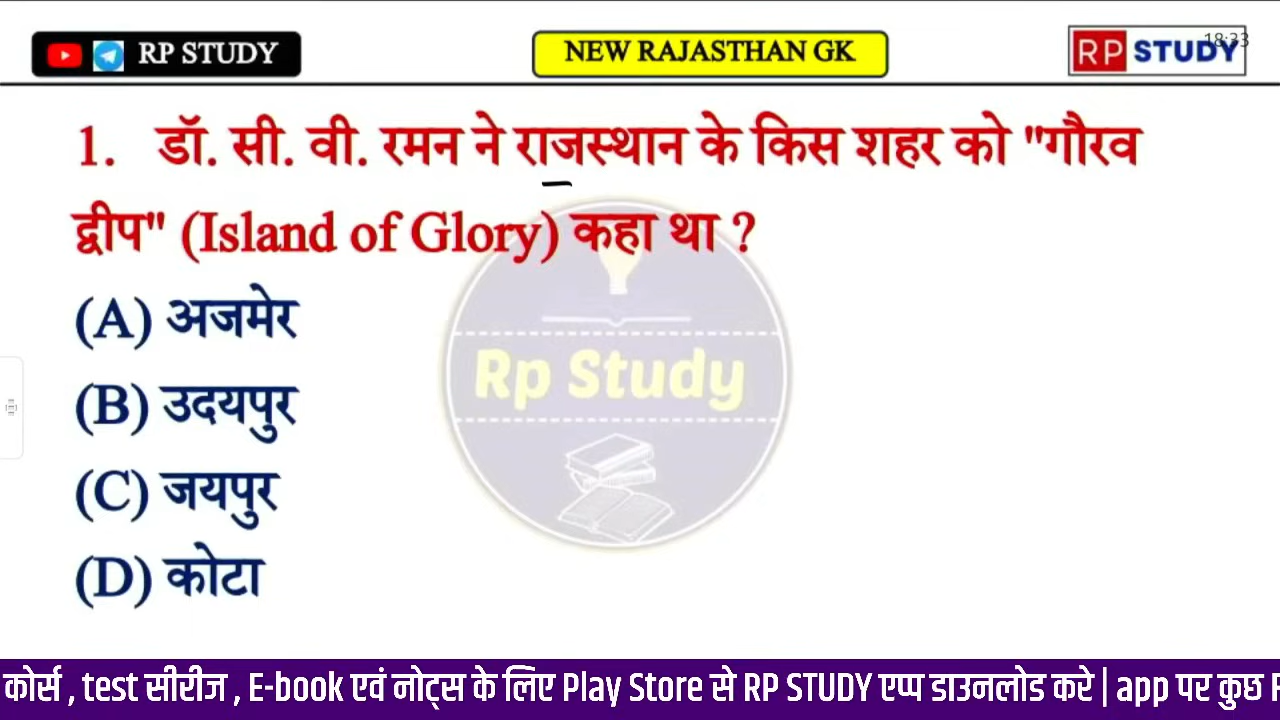 RP STUDY
NEW RAJASTHAN GK
RP STUDY
18:33
1. डॉ. सी. वी. रमन ने राजस्थान के किस शहर को "गौरव
द्वीप" (Island of Glory) कहा था ?
(A) अजमेर
(B) उदयपुर
(C) जयपुर
(D) कोटा
Rp Study
कोर्स , test सीरीज , E-book एवं नोट्स के लिए Play Store से RP STUDY एप्प डाउनलोड करे | app पर कुछ